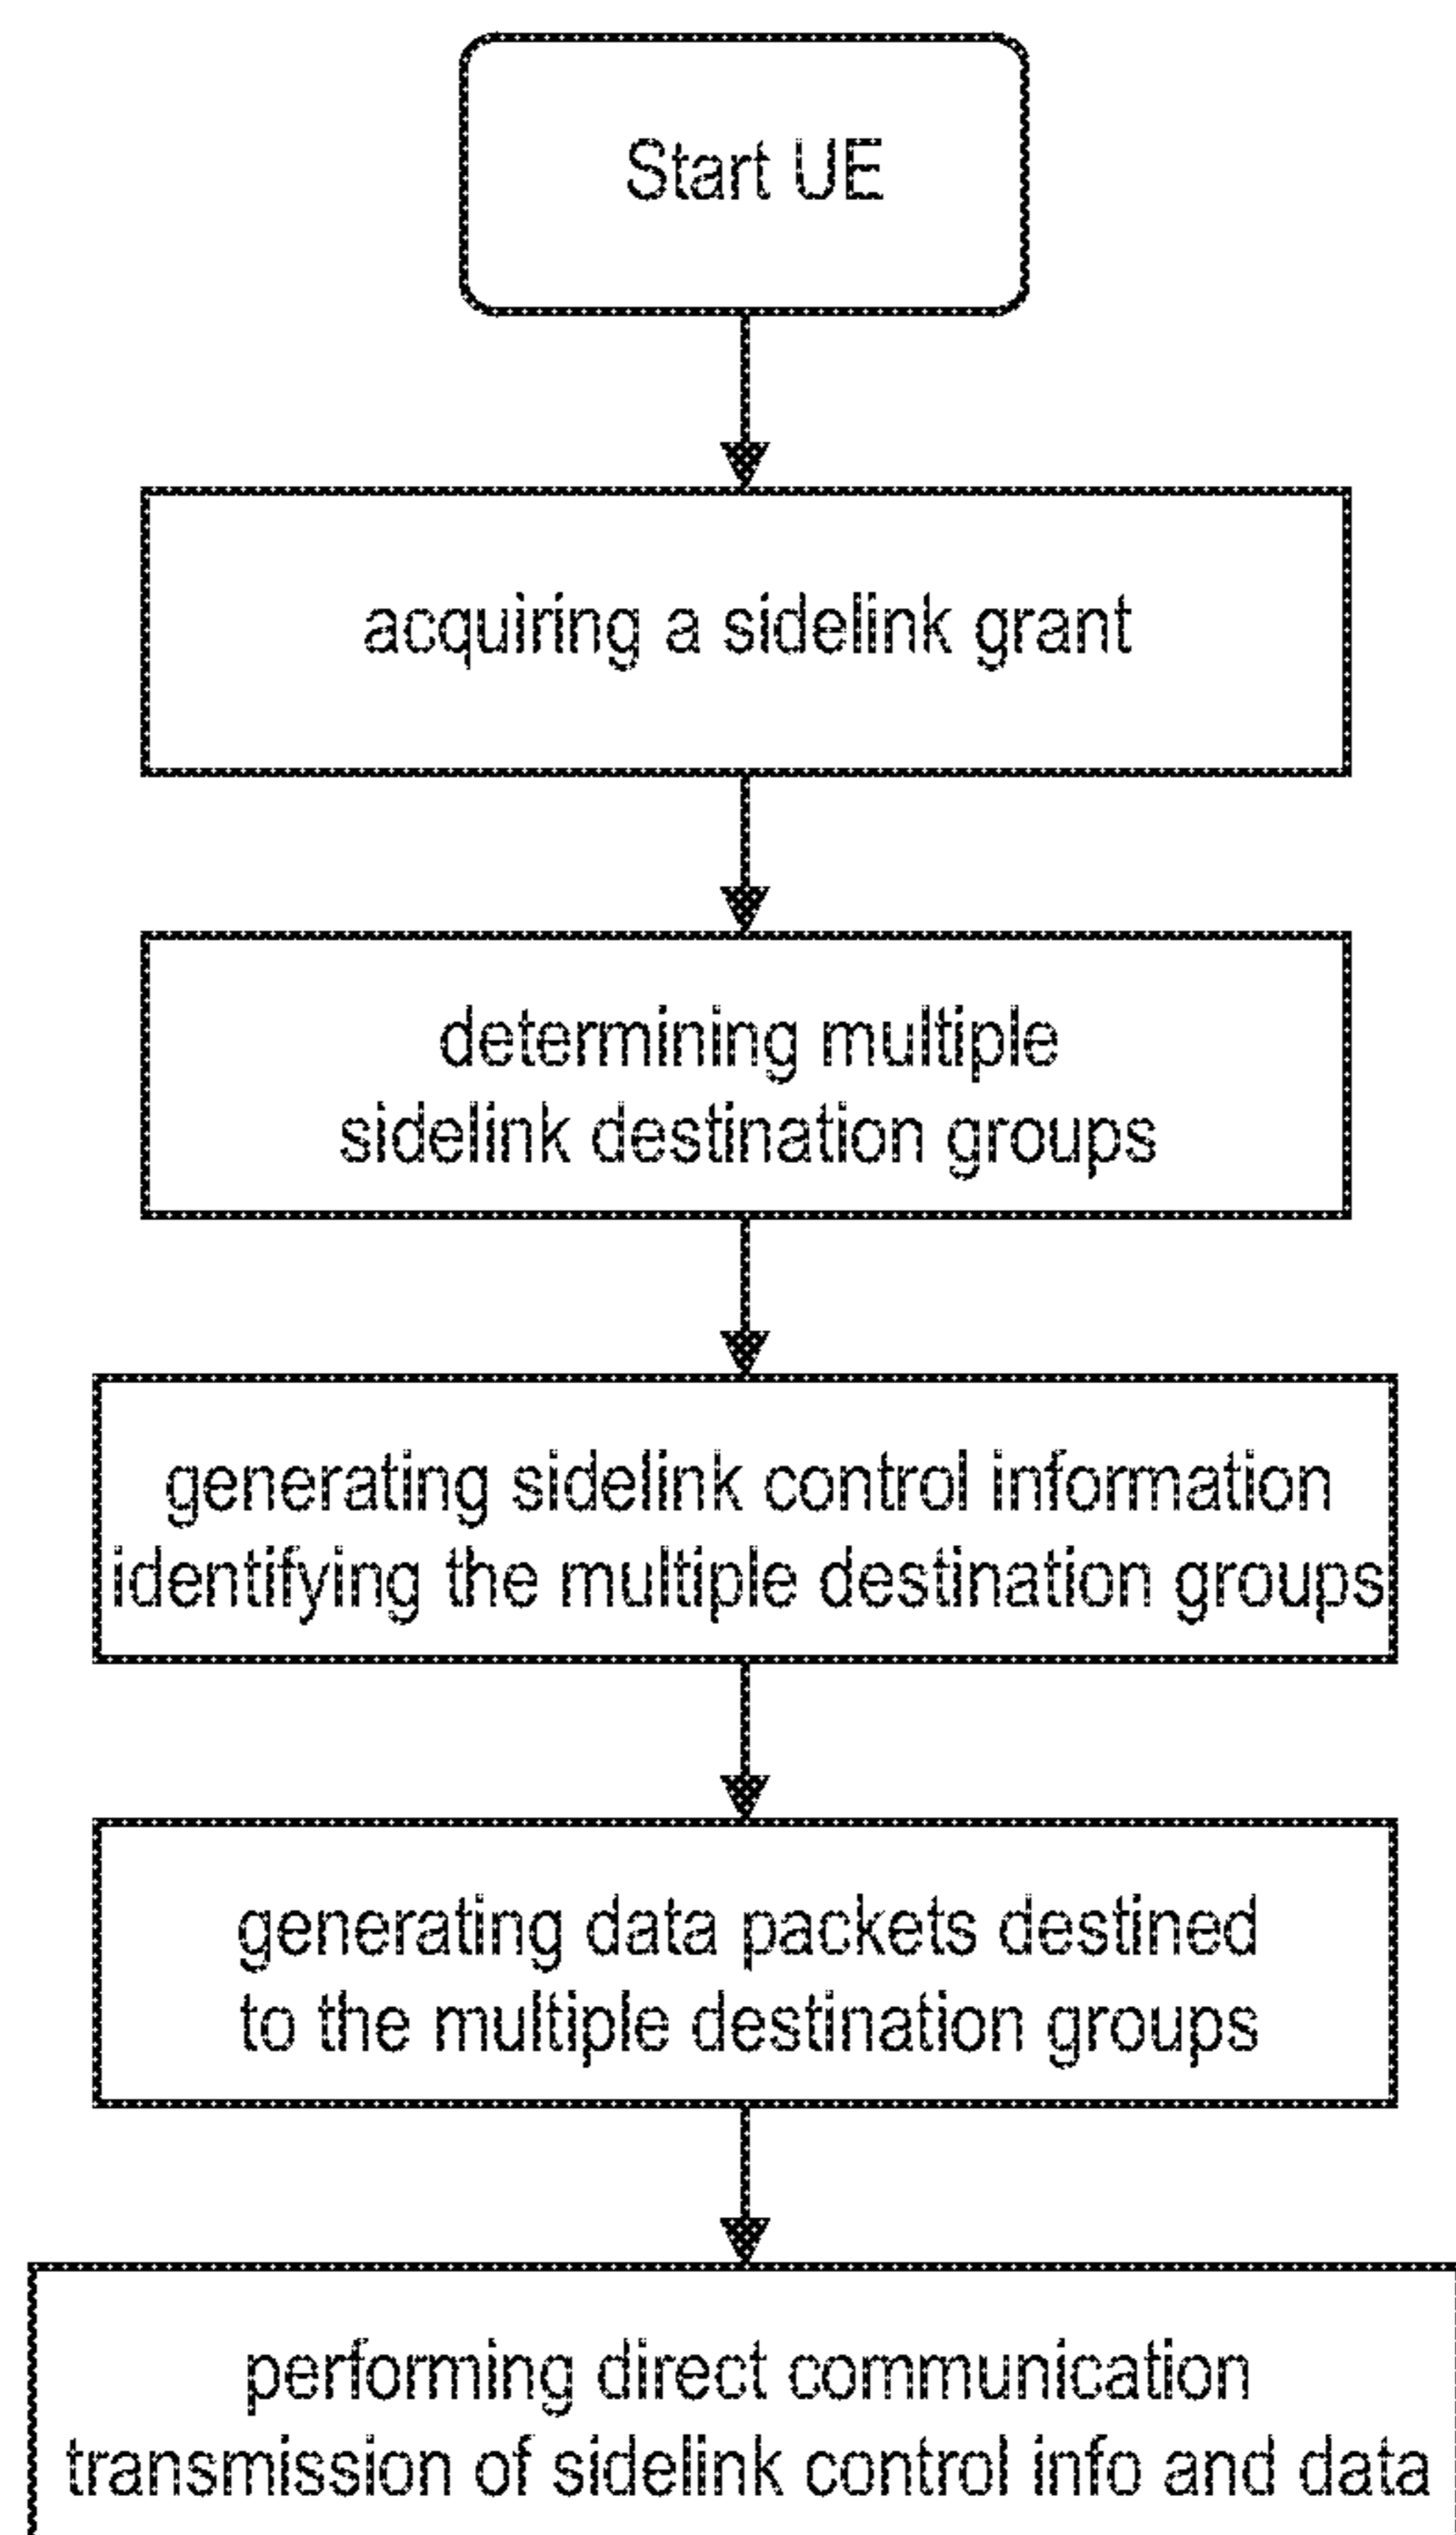 Start UE
acquiring a sidelink grant
determining multiple
sidelink destination groups
generating sidelink control information
identifying the multiple destination groups
generating data packets destined
to the multiple destination groups
performing direct communication
transmission of sidelink control info and data